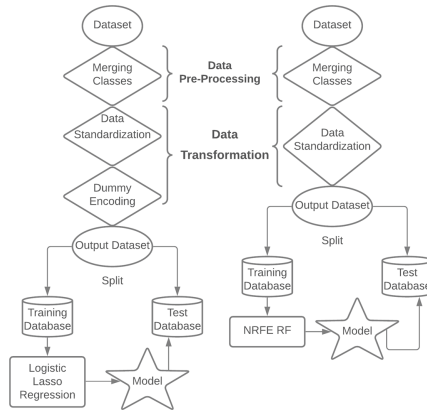 Dataset
Merging
Classes
Data
Standardization
Dummy
Encoding
Output Dataset
Split
Training
Database
Test
Database
Logistic
Lasso
Regression
Model
Data
Pre-Processing
Data
Transformation
Dataset
Merging
Classes
Data
Standardization
Output Dataset
Split
Training
Database
Test
Database
NRFE RF
Model